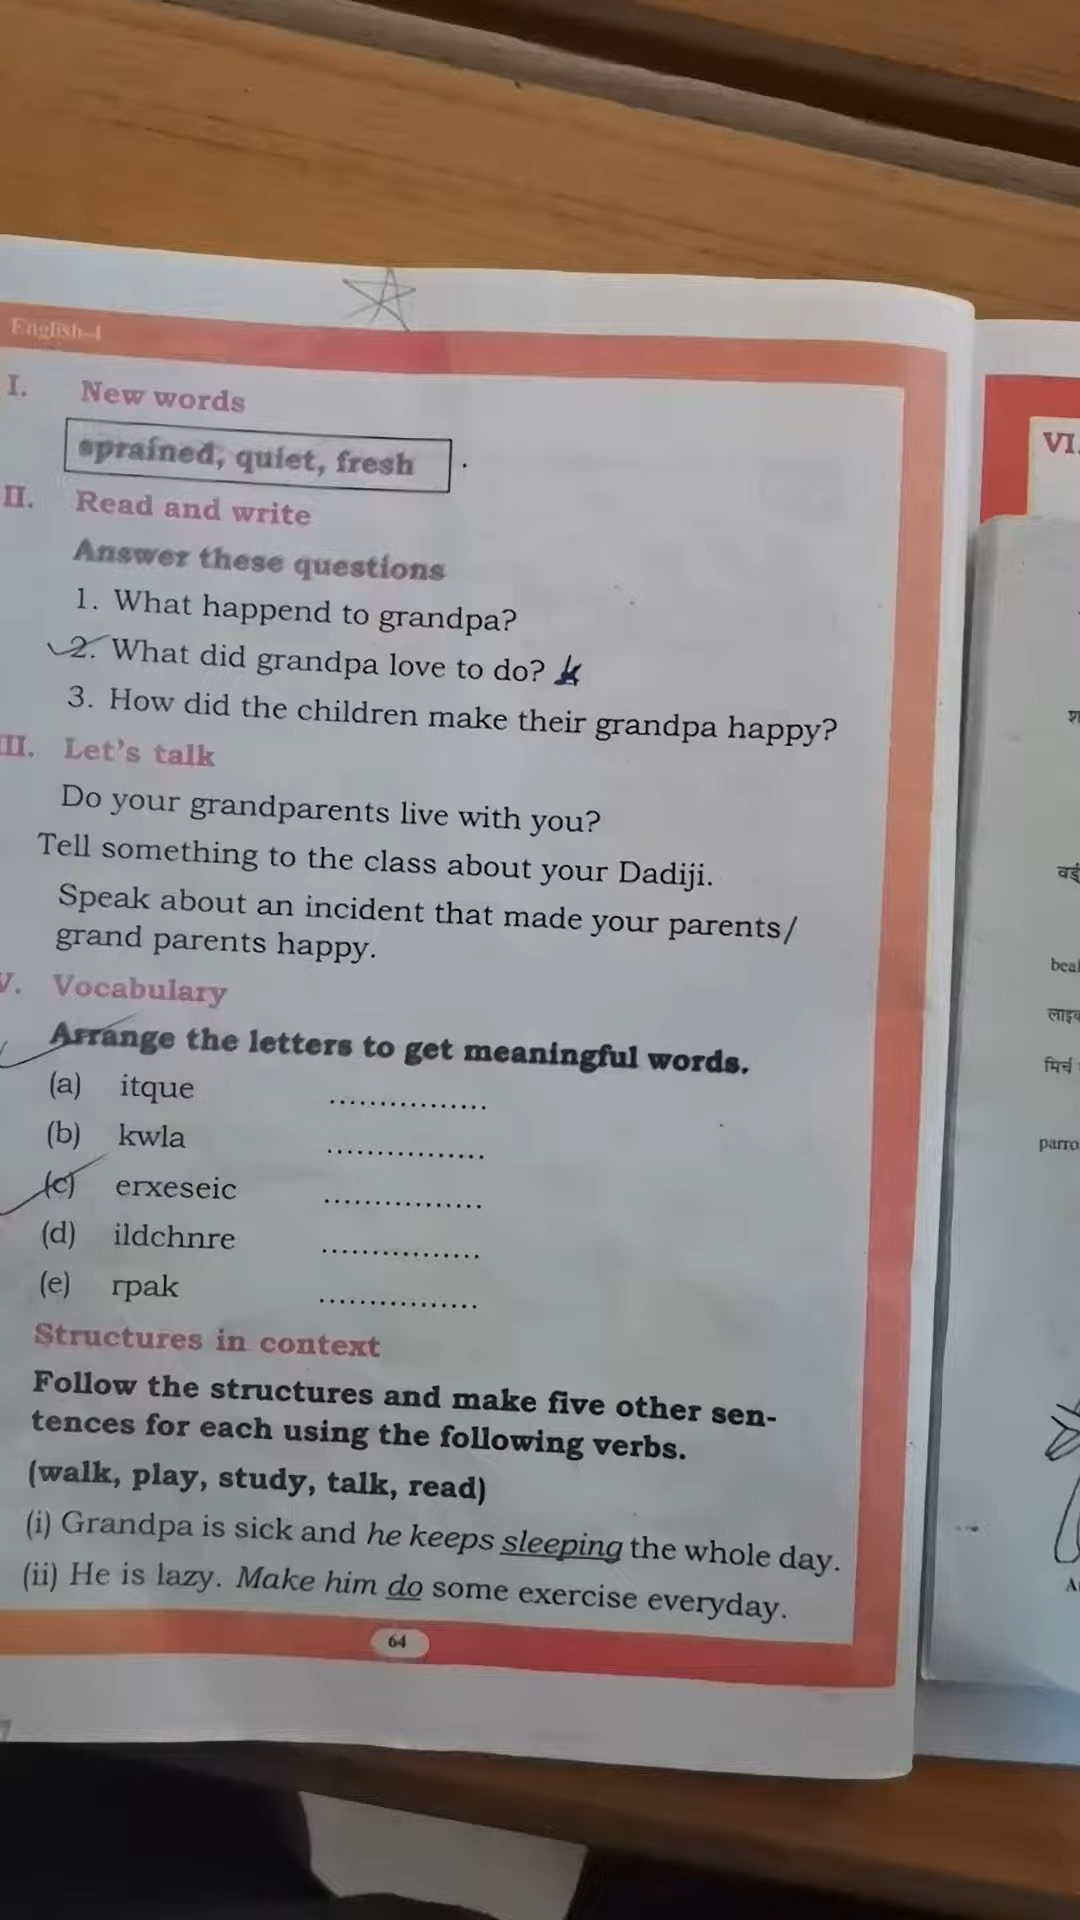 English-I
I. New words
sprained, quiet, fresh
II. Read and write
Answer these questions
1. What happend to grandpa?
2. What did grandpa love to do?
3. How did the children make their grandpa happy?
III. Let's talk
Do your grandparents live with you?
Tell something to the class about your Dadiji.
Speak about an incident that made your parents/
grand parents happy.
V. Vocabulary
Arrange the letters to get meaningful words.
(a) itque ................
(b) kwla ................
(c) erxeseic ................
(d) ildchnre ................
(e) rpak ................
Structures in context
Follow the structures and make five other sen-
tences for each using the following verbs.
(walk, play, study, talk, read)
(i) Grandpa is sick and he keeps sleeping the whole day.
(ii) He is lazy. Make him do some exercise everyday.
64
VI.
parro